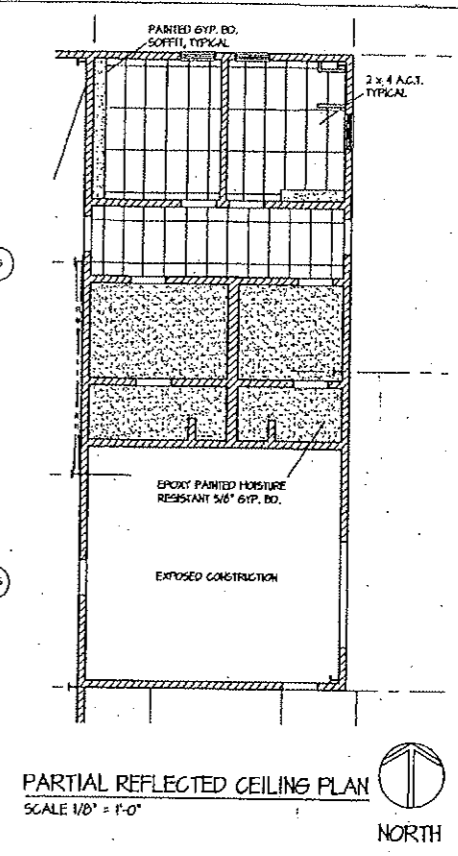 PAINTED GYP. BD.
SOFFIT, TYPICAL
2 x 4 A.C.T.
TYPICAL
EPOXY PAINTED MOISTURE
RESISTANT 5/8" GYP. BD.
EXPOSED CONSTRUCTION
PARTIAL REFLECTED CEILING PLAN
SCALE 1/8" = 1'-0"
NORTH